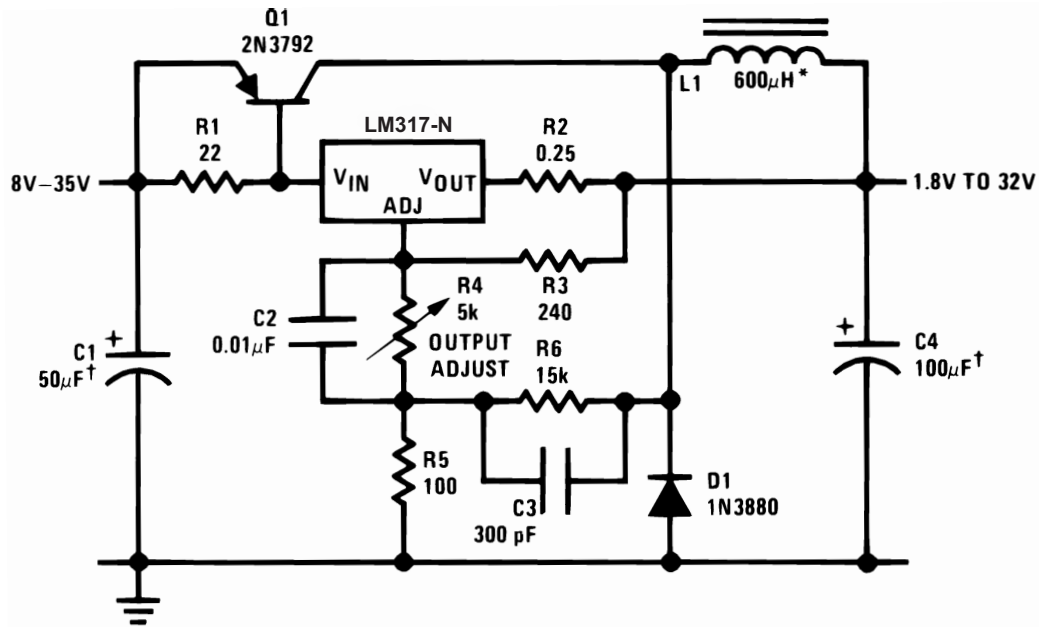 Q1
2N3792
L1
600μH*
LM317-N
R1
22
R2
0.25
8V–35V
VIN
VOUT
ADJ
1.8V TO 32V
R4
5k
R3
240
C2
0.01μF
OUTPUT
ADJUST
R6
15k
+
C1
50μF†
+
C4
100μF†
R5
100
C3
300 pF
D1
1N3880